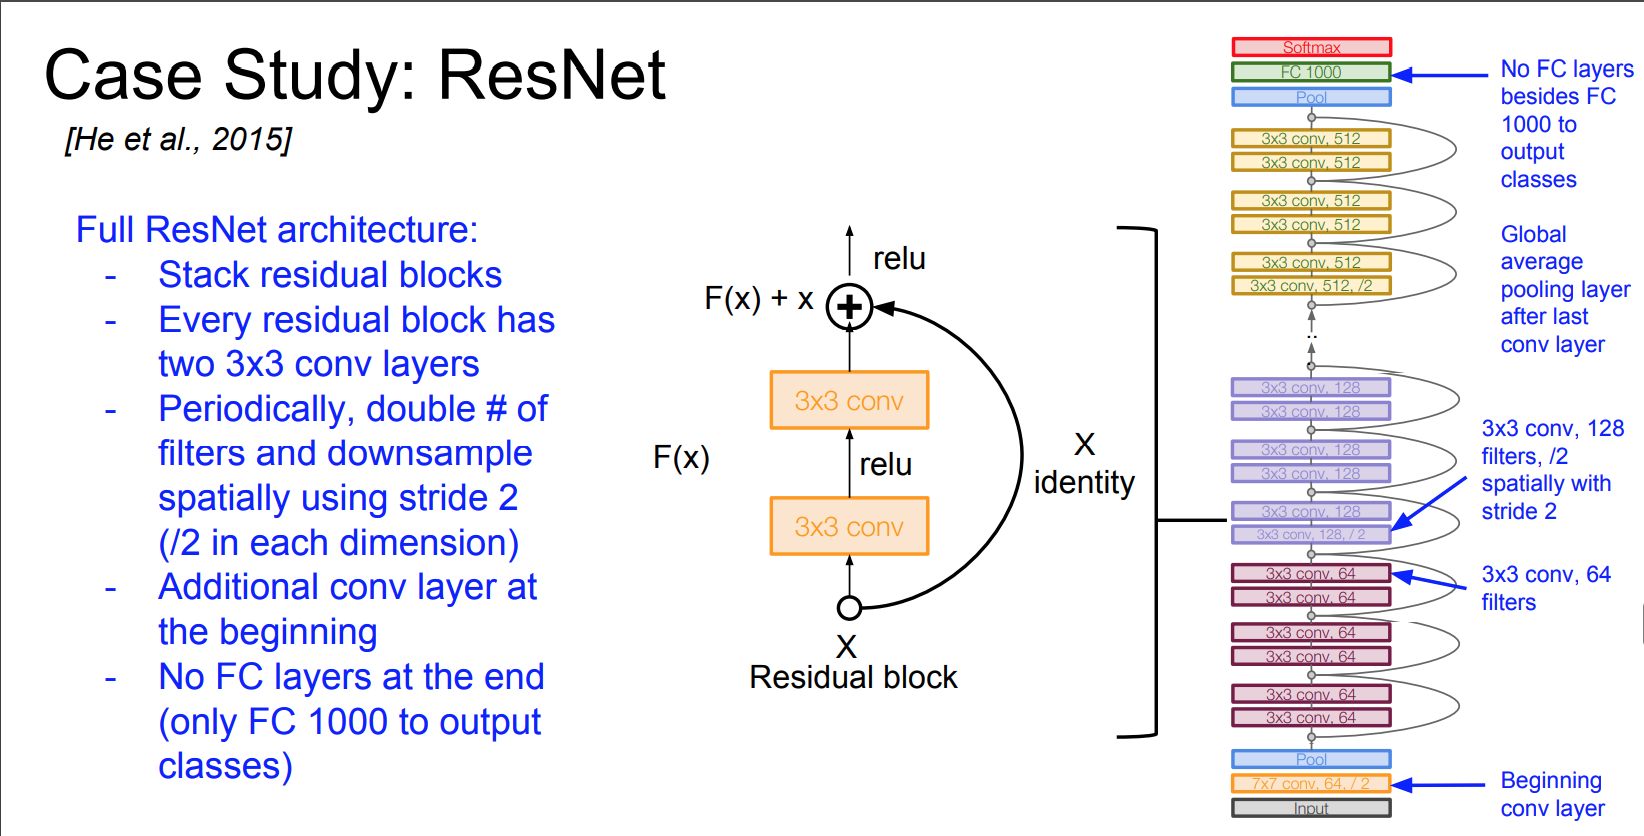 Case Study: ResNet
[He et al., 2015]
Full ResNet architecture:
- Stack residual blocks
- Every residual block has
two 3x3 conv layers
- Periodically, double # of
filters and downsample
spatially using stride 2
(/2 in each dimension)
- Additional conv layer at
the beginning
- No FC layers at the end
(only FC 1000 to output
classes)
relu
F(x) + x
3x3 conv
F(x)
relu
X
identity
3x3 conv
X
Residual block
Softmax
FC 1000
Pool
3x3 conv, 512
3x3 conv, 512
3x3 conv, 512
3x3 conv, 512
3x3 conv, 512
3x3 conv, 512, /2
..
3x3 conv, 128
3x3 conv, 128
3x3 conv, 128
3x3 conv, 128
3x3 conv, 128
3x3 conv, 128, / 2
3x3 conv, 64
3x3 conv, 64
3x3 conv, 64
3x3 conv, 64
3x3 conv, 64
3x3 conv, 64
Pool
7x7 conv, 64, / 2
Input
No FC layers
besides FC
1000 to
output
classes
Global
average
pooling layer
after last
conv layer
3x3 conv, 128
filters, /2
spatially with
stride 2
3x3 conv, 64
filters
Beginning
conv layer